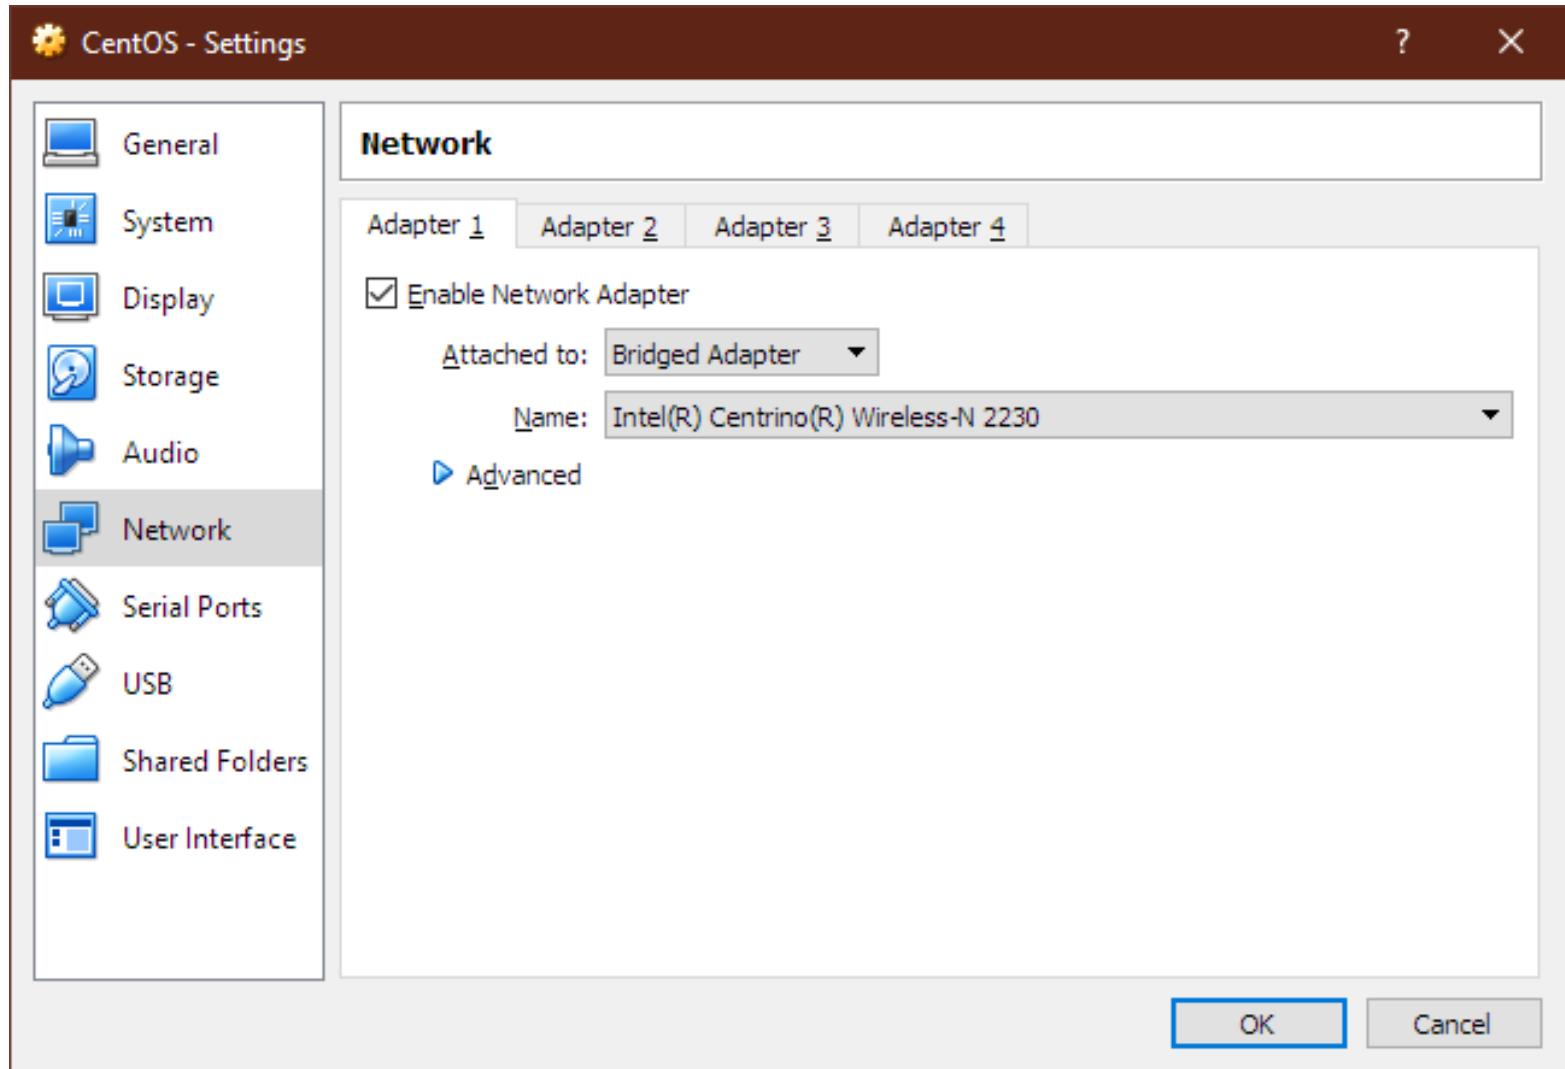 CentOS - Settings
?
General
System
Display
Storage
Audio
Network
Serial Ports
USB
Shared Folders
User Interface
Network
Adapter 1 Adapter 2 Adapter 3 Adapter 4
Enable Network Adapter
Attached to: Bridged Adapter
Name: Intel(R) Centrino(R) Wireless-N 2230
Advanced
OK Cancel